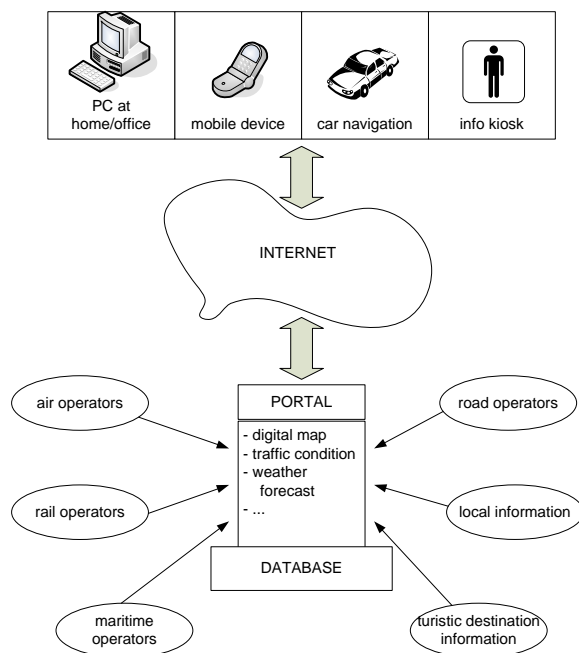 PC at
home/office
mobile device
car navigation
info kiosk
INTERNET
PORTAL
- digital map
- traffic condition
- weather
forecast
- ...
DATABASE
air operators
rail operators
maritime
operators
road operators
local information
turistic destination
information